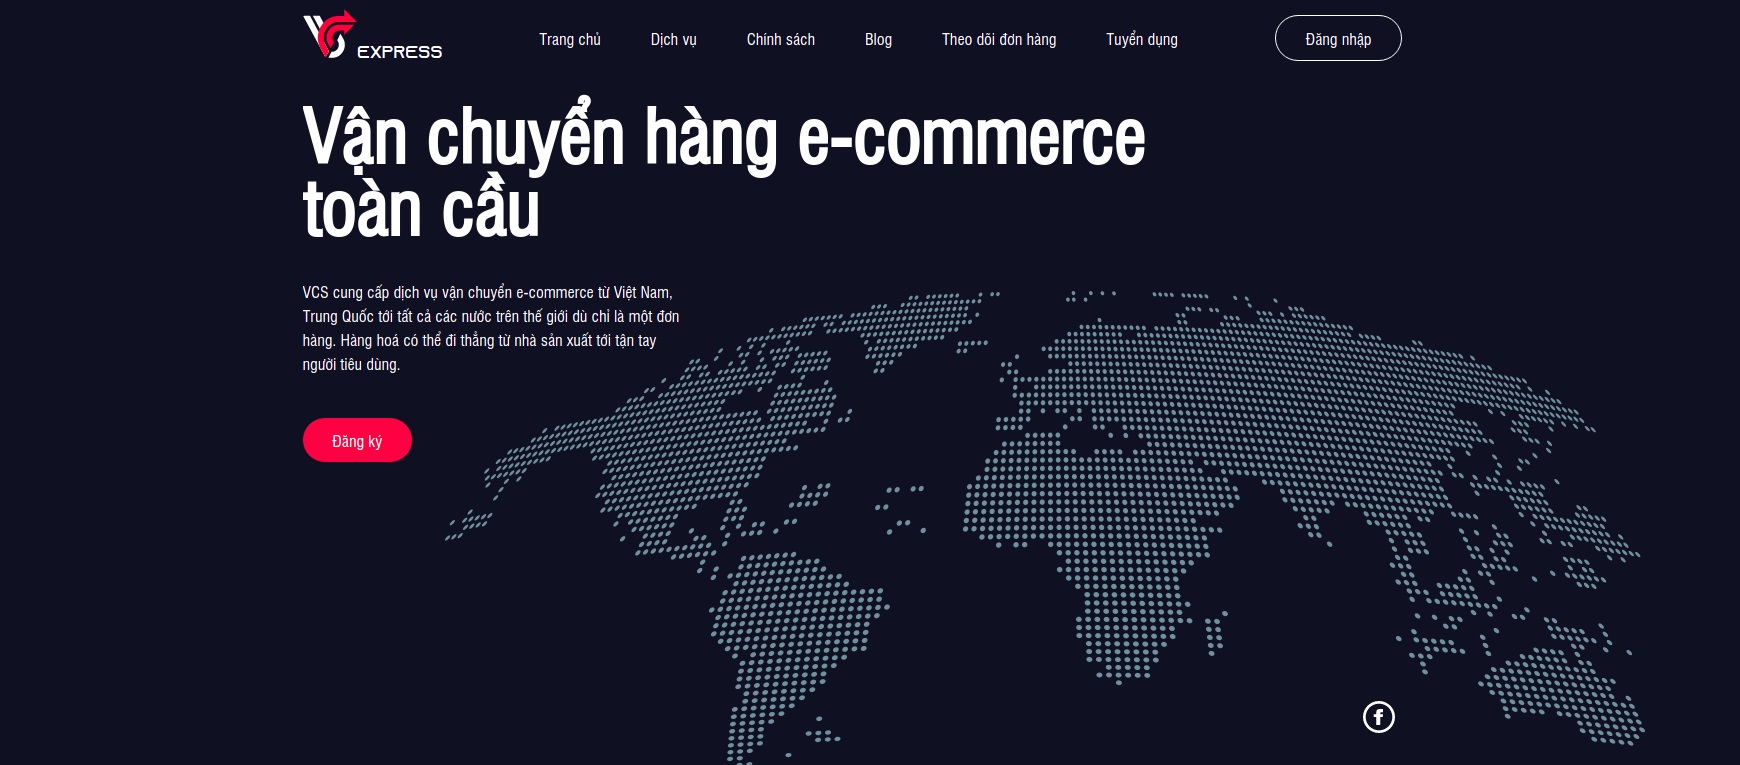 VCS EXPRESS
Trang chủ
Dịch vụ
Chính sách
Blog
Theo dõi đơn hàng
Tuyển dụng
Đăng nhập
Vận chuyển hàng e-commerce
toàn cầu
VCS cung cấp dịch vụ vận chuyển e-commerce từ Việt Nam,
Trung Quốc tới tất cả các nước trên thế giới dù chỉ là một đơn
hàng. Hàng hoá có thể đi thẳng từ nhà sản xuất tới tận tay
người tiêu dùng.
Đăng ký